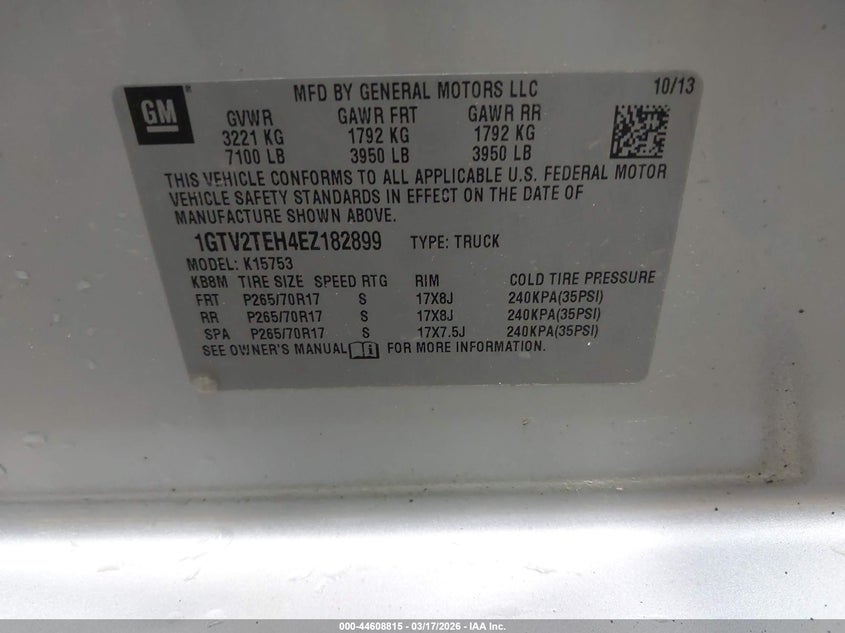 GM
MFD BY GENERAL MOTORS LLC 10/13
GVWR GAWR FRT GAWR RR
3221 KG 1792 KG 1792 KG
7100 LB 3950 LB 3950 LB
THIS VEHICLE CONFORMS TO ALL APPLICABLE U.S. FEDERAL MOTOR
VEHICLE SAFETY STANDARDS IN EFFECT ON THE DATE OF
MANUFACTURE SHOWN ABOVE.
1GTV2TEH4EZ182899 TYPE: TRUCK
MODEL: K15753
KB8M TIRE SIZE SPEED RTG RIM COLD TIRE PRESSURE
FRT P265/70R17 S 17X8J 240KPA(35PSI)
RR P265/70R17 S 17X8J 240KPA(35PSI)
SPA P265/70R17 S 17X7.5J 240KPA(35PSI)
SEE OWNER'S MANUAL FOR MORE INFORMATION.
000-44608815 - 03/17/2026 - IAA Inc.